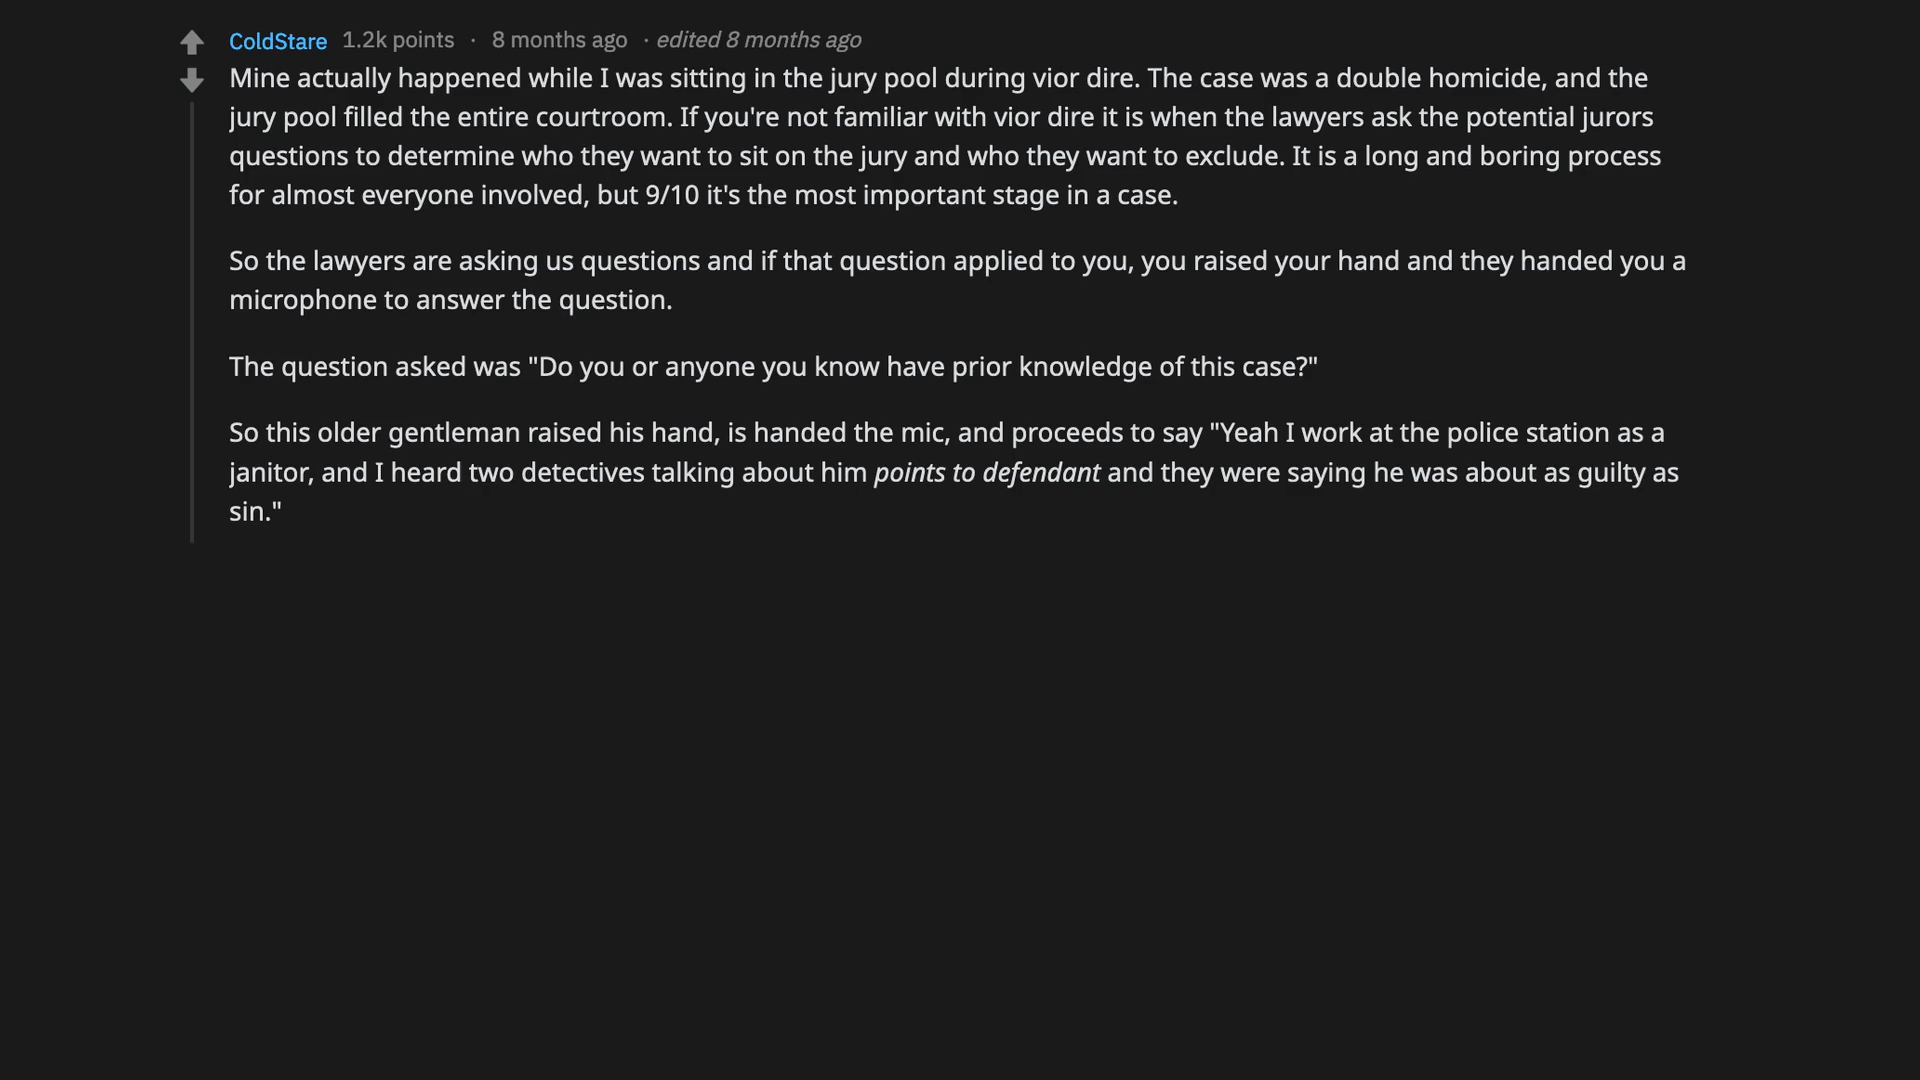 ColdStare 1.2k points · 8 months ago · edited 8 months ago
Mine actually happened while I was sitting in the jury pool during vior dire. The case was a double homicide, and the
jury pool filled the entire courtroom. If you're not familiar with vior dire it is when the lawyers ask the potential jurors
questions to determine who they want to sit on the jury and who they want to exclude. It is a long and boring process
for almost everyone involved, but 9/10 it's the most important stage in a case.
So the lawyers are asking us questions and if that question applied to you, you raised your hand and they handed you a
microphone to answer the question.
The question asked was "Do you or anyone you know have prior knowledge of this case?"
So this older gentleman raised his hand, is handed the mic, and proceeds to say "Yeah I work at the police station as a
janitor, and I heard two detectives talking about him points to defendant and they were saying he was about as guilty as
sin."